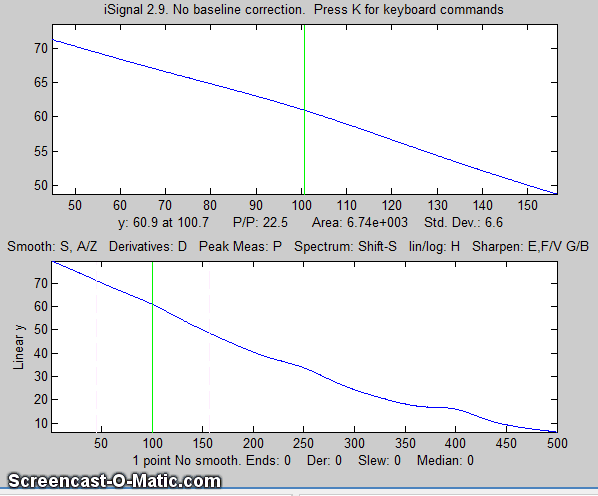 iSignal 2.9. No baseline correction.  Press K for keyboard commands
70
65
60
55
50
50 60 70 80 90 100 110 120 130 140 150
y: 60.9 at 100.7 P/P: 22.5 Area: 6.74e+003 Std. Dev.: 6.6
Smooth: S, A/Z Derivatives: D Peak Meas: P Spectrum: Shift-S lin/log: H Sharpen: E,F/V G/B
Linear y
70
60
50
40
30
20
10
50 100 150 200 250 300 350 400 450 500
1 point No smooth. Ends: 0 Der: 0 Slew: 0 Median: 0
Screencast-O-Matic.com